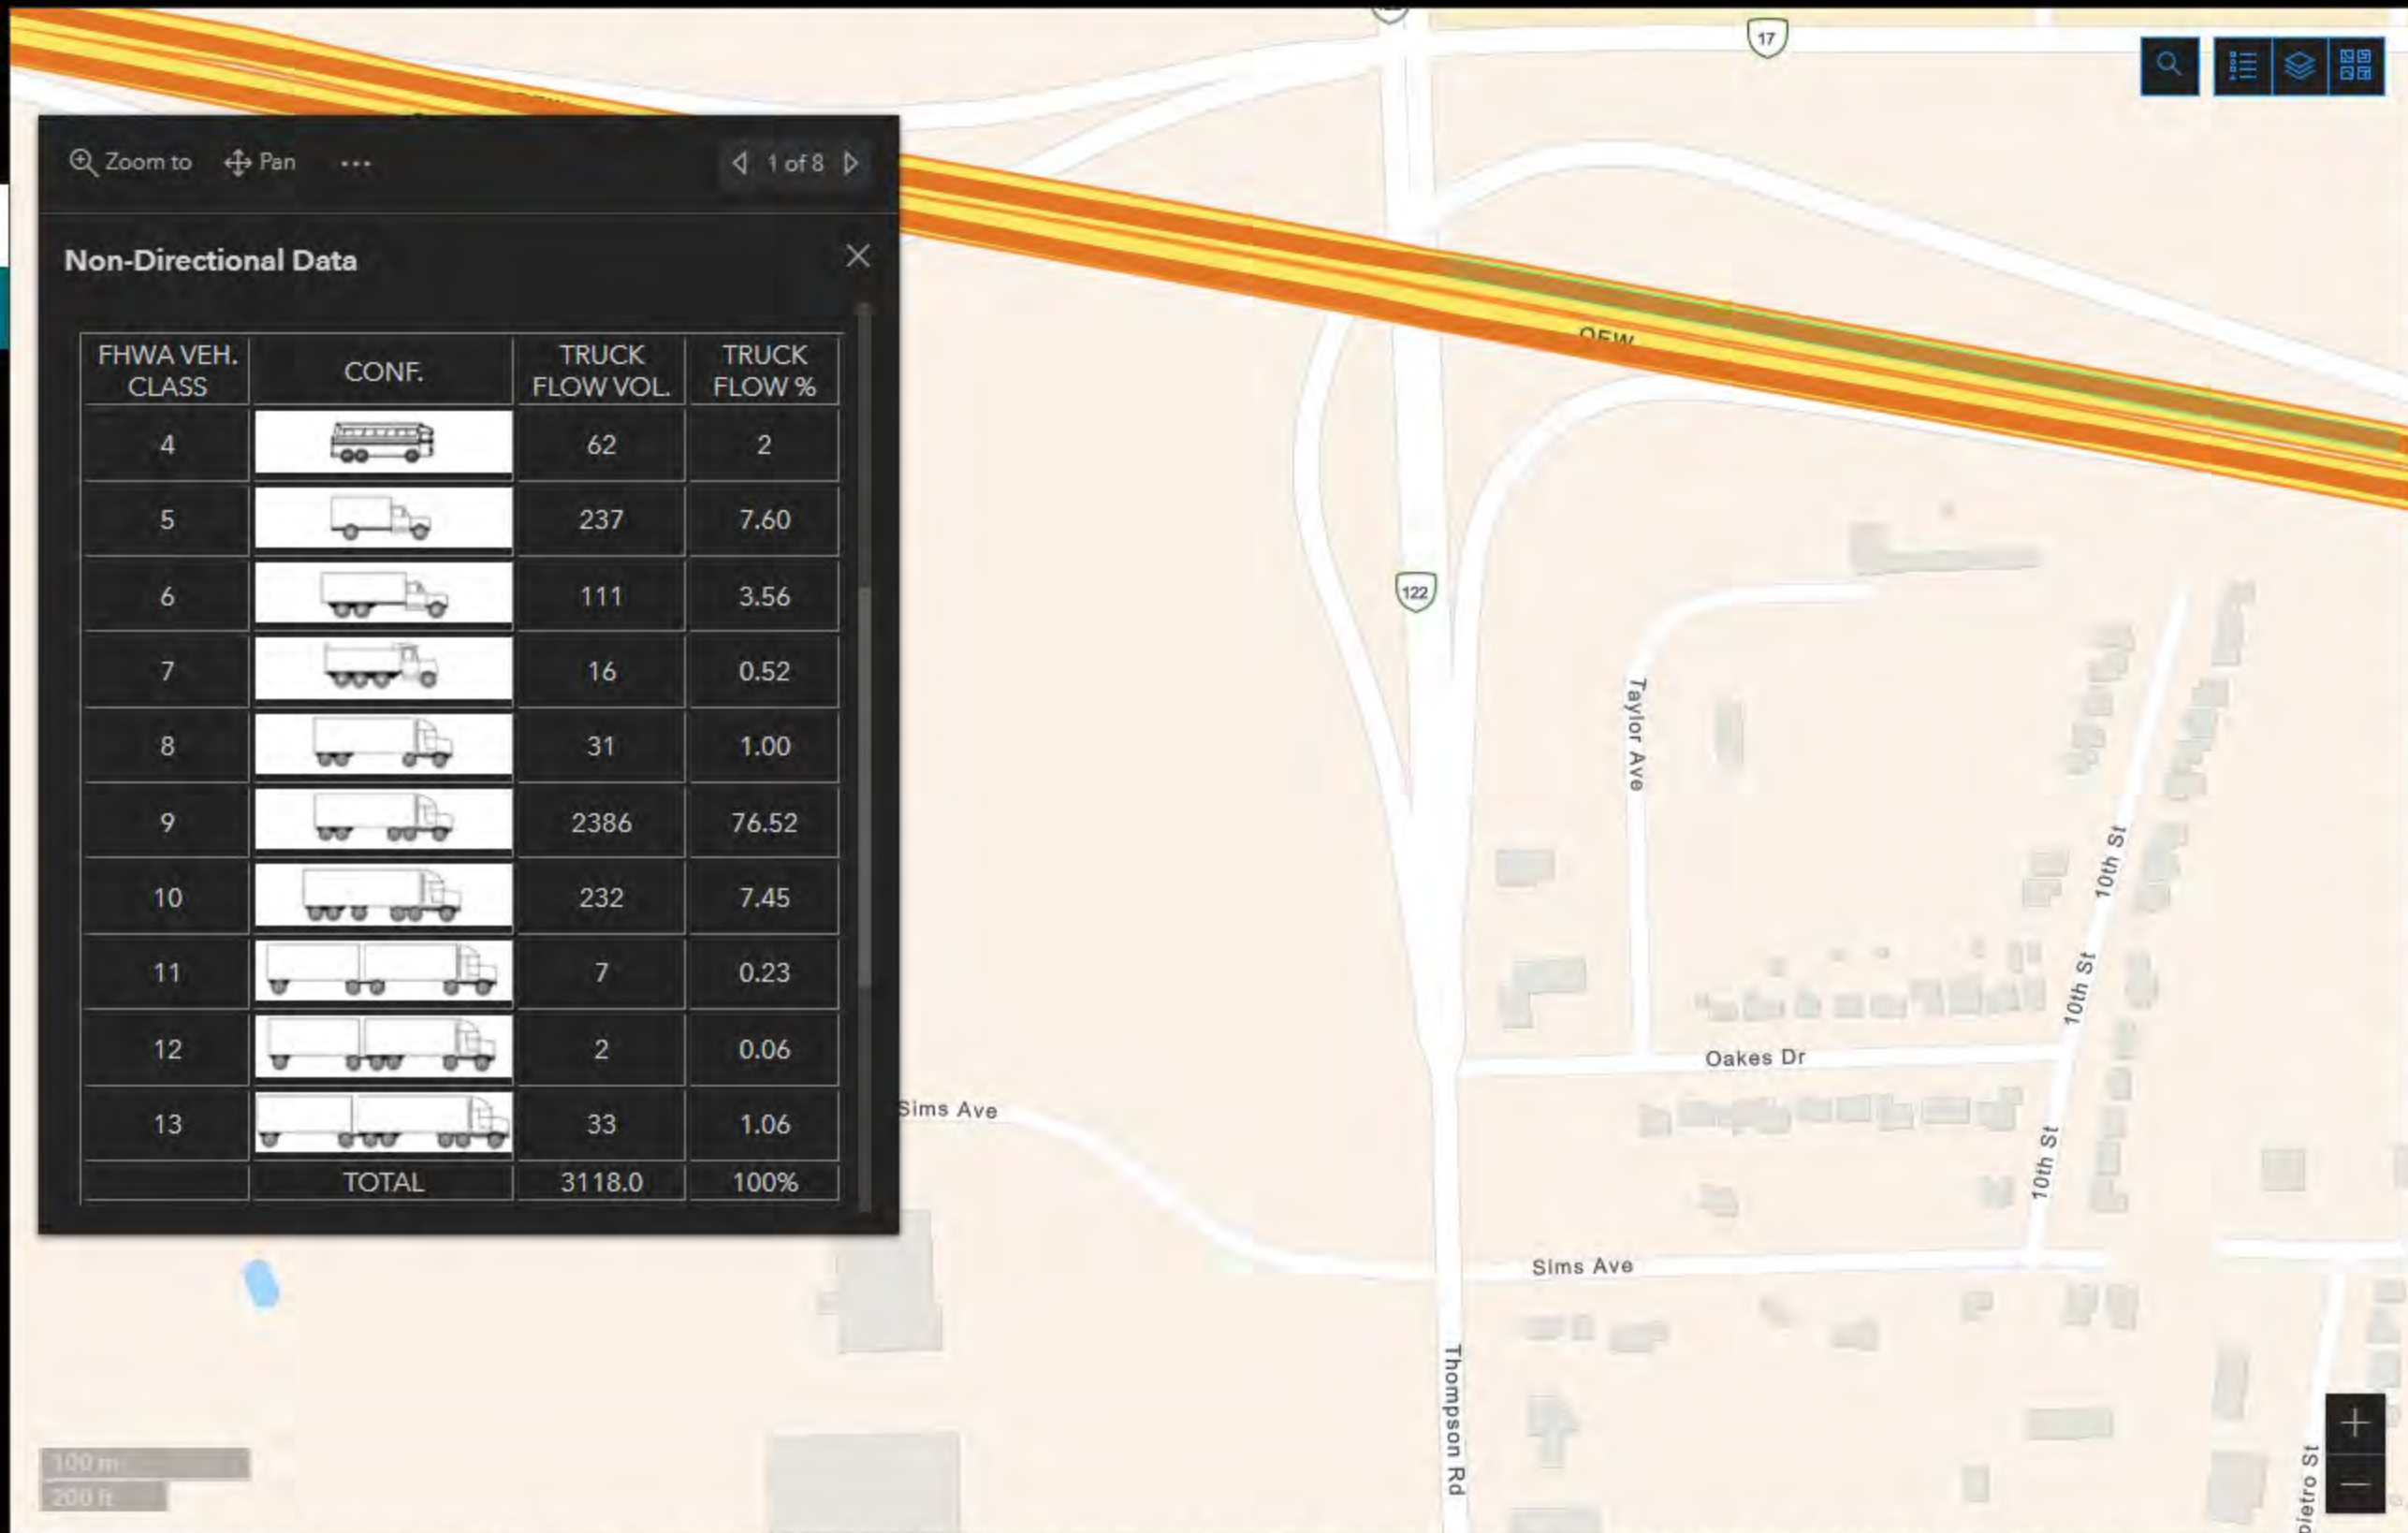 17
Zoom to Pan ... 1 of 8
Non-Directional Data
FHWA VEH. CLASS CONF. TRUCK FLOW VOL. TRUCK FLOW %
4 62 2
5 237 7.60
6 111 3.56
7 16 0.52
8 31 1.00
9 2386 76.52
10 232 7.45
11 7 0.23
12 2 0.06
13 33 1.06
TOTAL 3118.0 100%
QEW
122
Taylor Ave
10th St
10th St
10th St
Oakes Dr
Sims Ave
Sims Ave
Thompson Rd
100 m
200 ft